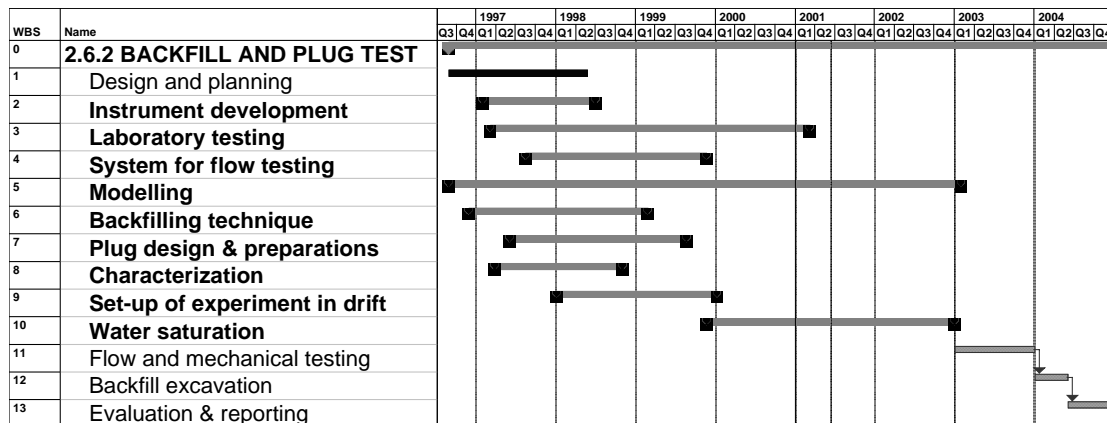 1997 1998 1999 2000 2001 2002 2003 2004
WBS Name Q3 Q4 Q1 Q2 Q3 Q4 Q1 Q2 Q3 Q4 Q1 Q2 Q3 Q4 Q1 Q2 Q3 Q4 Q1 Q2 Q3 Q4 Q1 Q2 Q3 Q4 Q1 Q2 Q3 Q4 Q1 Q2 Q3 Q4
0 2.6.2 BACKFILL AND PLUG TEST
1 Design and planning
2 Instrument development
3 Laboratory testing
4 System for flow testing
5 Modelling
6 Backfilling technique
7 Plug design & preparations
8 Characterization
9 Set-up of experiment in drift
10 Water saturation
11 Flow and mechanical testing
12 Backfill excavation
13 Evaluation & reporting